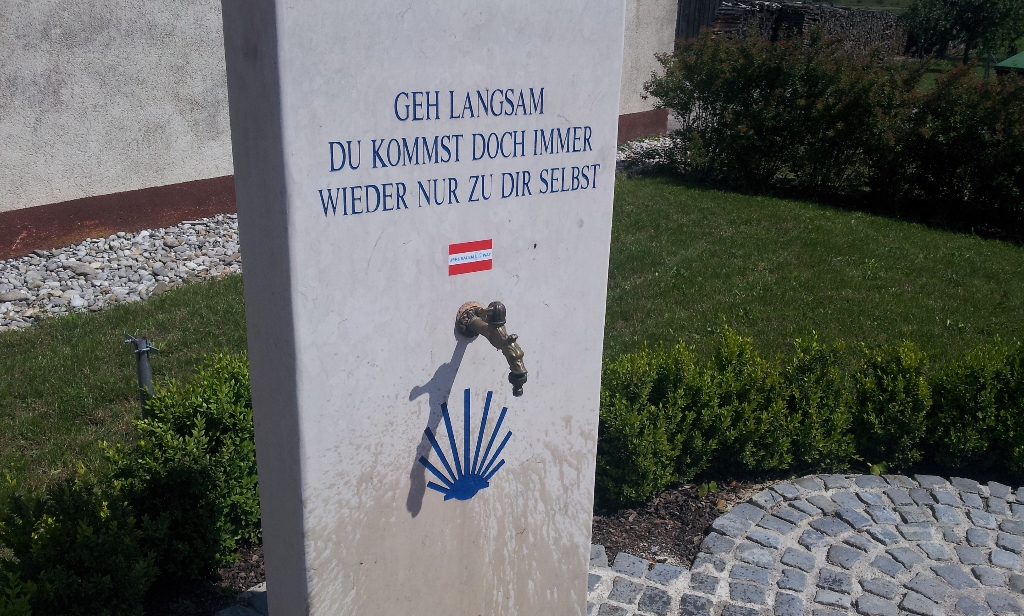 GEH LANGSAM
DU KOMMST DOCH IMMER
WIEDER NUR ZU DIR SELBST